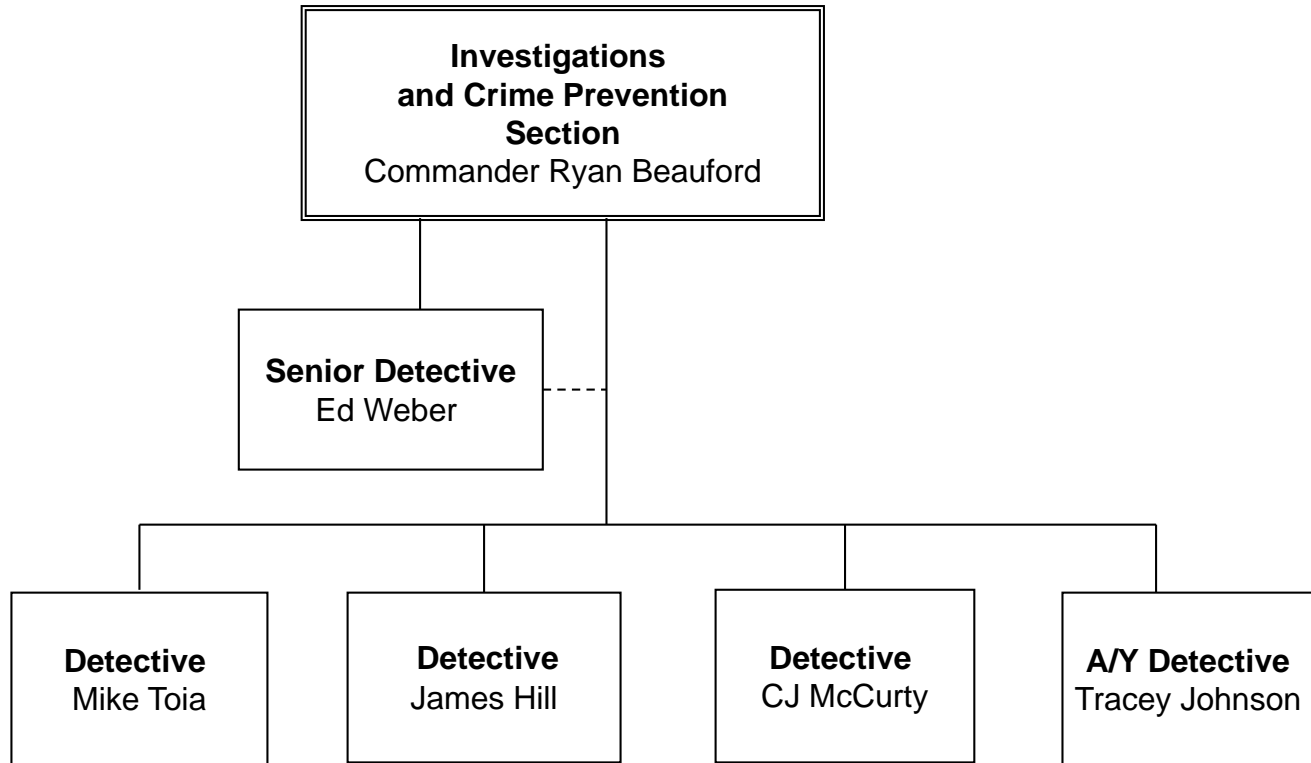 Investigations
and Crime Prevention
Section
Commander Ryan Beauford
Senior Detective
Ed Weber
Detective
Mike Toia
Detective
James Hill
Detective
CJ McCurty
A/Y Detective
Tracey Johnson